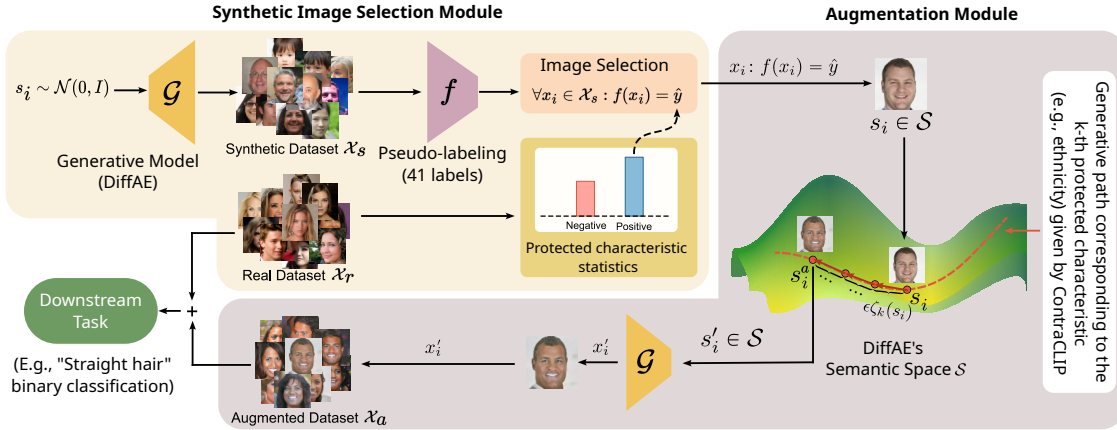 Synthetic Image Selection Module
Augmentation Module
s_i ∼ 𝒩(0, I)
𝒢
Generative Model
(DiffAE)
Synthetic Dataset 𝒳_s
f
Pseudo-labeling
(41 labels)
Image Selection
∀x_i ∈ 𝒳_s : f(x_i) = ŷ
Negative
Positive
Protected characteristic
statistics
Real Dataset 𝒳_r
x_i : f(x_i) = ŷ
s_i ∈ 𝒮
s_i^a
s_i
... ...
ϵζ_k(s_i)
DiffAE's
Semantic Space 𝒮
Generative path corresponding to the
k-th protected characteristic
(e.g., ethnicity) given by ContraCLIP
s′_i ∈ 𝒮
𝒢
x′_i
x′_i
Augmented Dataset 𝒳_a
+
Downstream
Task
(E.g., "Straight hair"
binary classification)